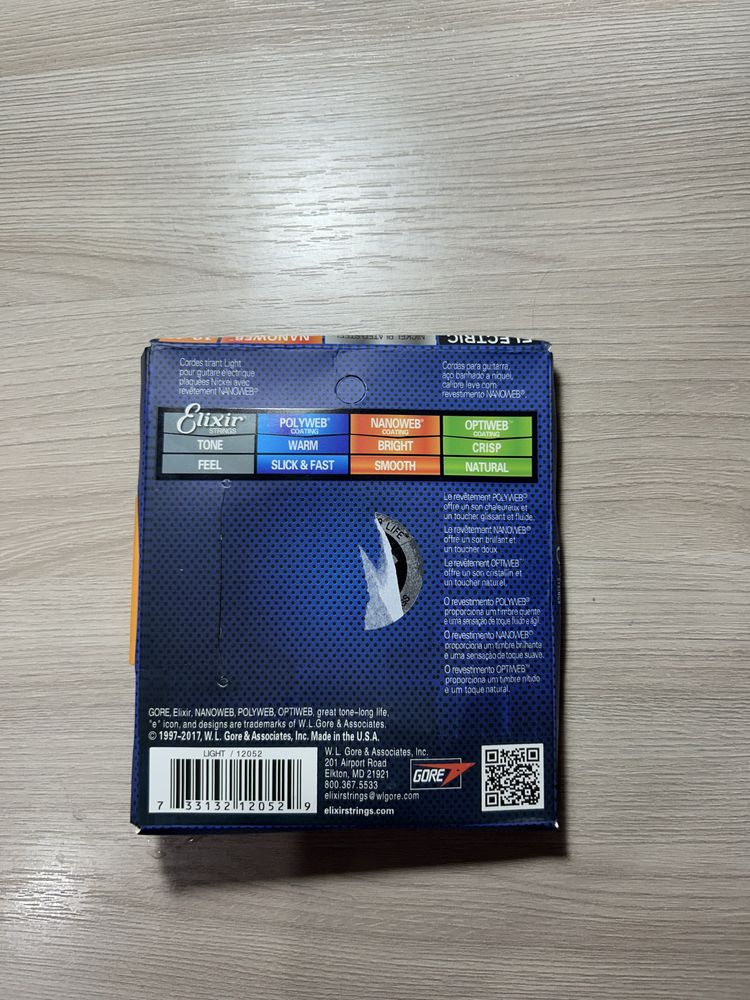 ELECTRIC
NICKEL PLATED STEEL
NANOWEB™
Cordes tirant Light
pour guitare électrique
plaquées Nickel avec
revêtement NANOWEB®
Cordas para guitarra,
aço banhado a níquel,
calibre leve com
revestimento NANOWEB®.
Elixir
STRINGS
POLYWEB®
COATING
NANOWEB®
COATING
OPTIWEB™
COATING
TONE
WARM
BRIGHT
CRISP
FEEL
SLICK & FAST
SMOOTH
NATURAL
Le revêtement POLYWEB®
offre un son chaleureux et
un toucher glissant et fluide.
Le revêtement NANOWEB®
offre un son brillant et
un toucher doux.
Le revêtement OPTIWEB™
offre un son cristallin et
un toucher naturel.
O revestimento POLYWEB®
proporciona um timbre quente
e uma sensação de toque fluido e ágil.
O revestimento NANOWEB®
proporciona um timbre brilhante
e uma sensação de toque suave.
O revestimento OPTIWEB™
proporciona um timbre nítido
e um toque natural.
LIFE™
GORE, Elixir, NANOWEB, POLYWEB, OPTIWEB, great tone-long life,
"e" icon, and designs are trademarks of W.L.Gore & Associates.
© 1997-2017, W. L. Gore & Associates, Inc. Made in the U.S.A.
LIGHT / 12052
7 33132 12052 9
W. L. Gore & Associates, Inc.
201 Airport Road
Elkton, MD 21921
800.367.5533
elixirstrings@wlgore.com
elixirstrings.com
GORE